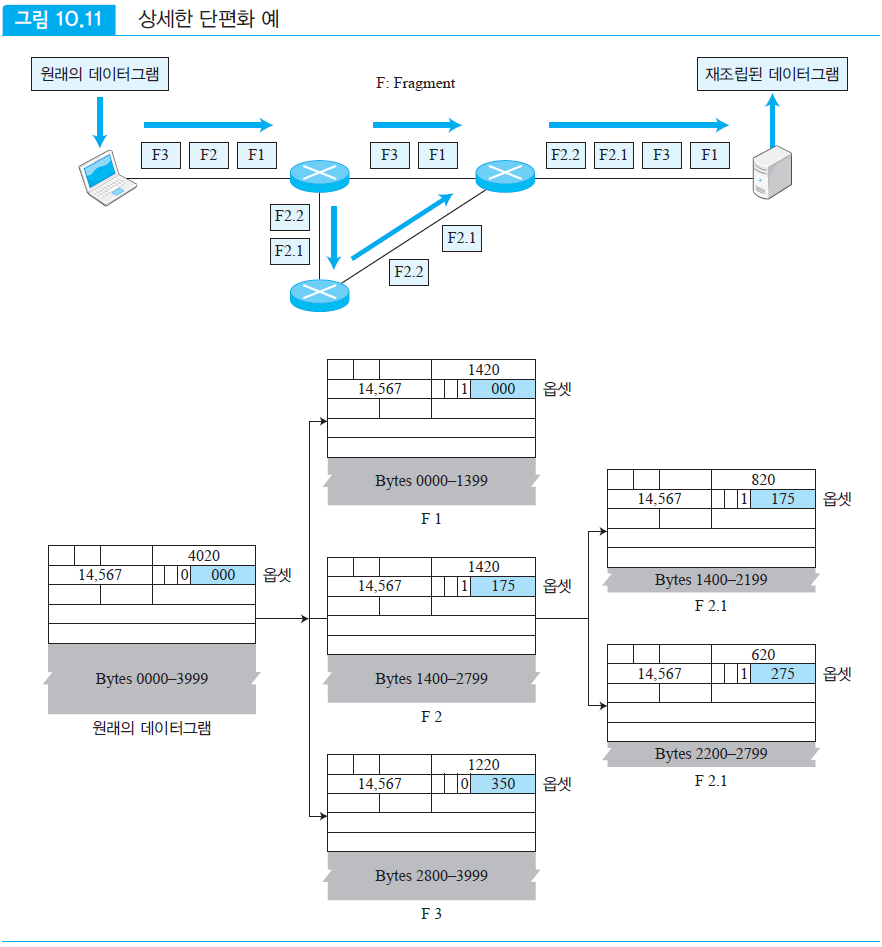 그림 10.11 상세한 단편화 예
원래의 데이터그램
F: Fragment
재조립된 데이터그램
F3 F2 F1
F3 F1
F2.2 F2.1 F3 F1
F2.2
F2.1
F2.1
F2.2
4020
14,567 0 000 옵셋
Bytes 0000–3999
원래의 데이터그램
1420
14,567 1 000 옵셋
Bytes 0000–1399
F 1
1420
14,567 1 175 옵셋
Bytes 1400–2799
F 2
1220
14,567 0 350 옵셋
Bytes 2800–3999
F 3
820
14,567 1 175 옵셋
Bytes 1400–2199
F 2.1
620
14,567 1 275 옵셋
Bytes 2200–2799
F 2.1